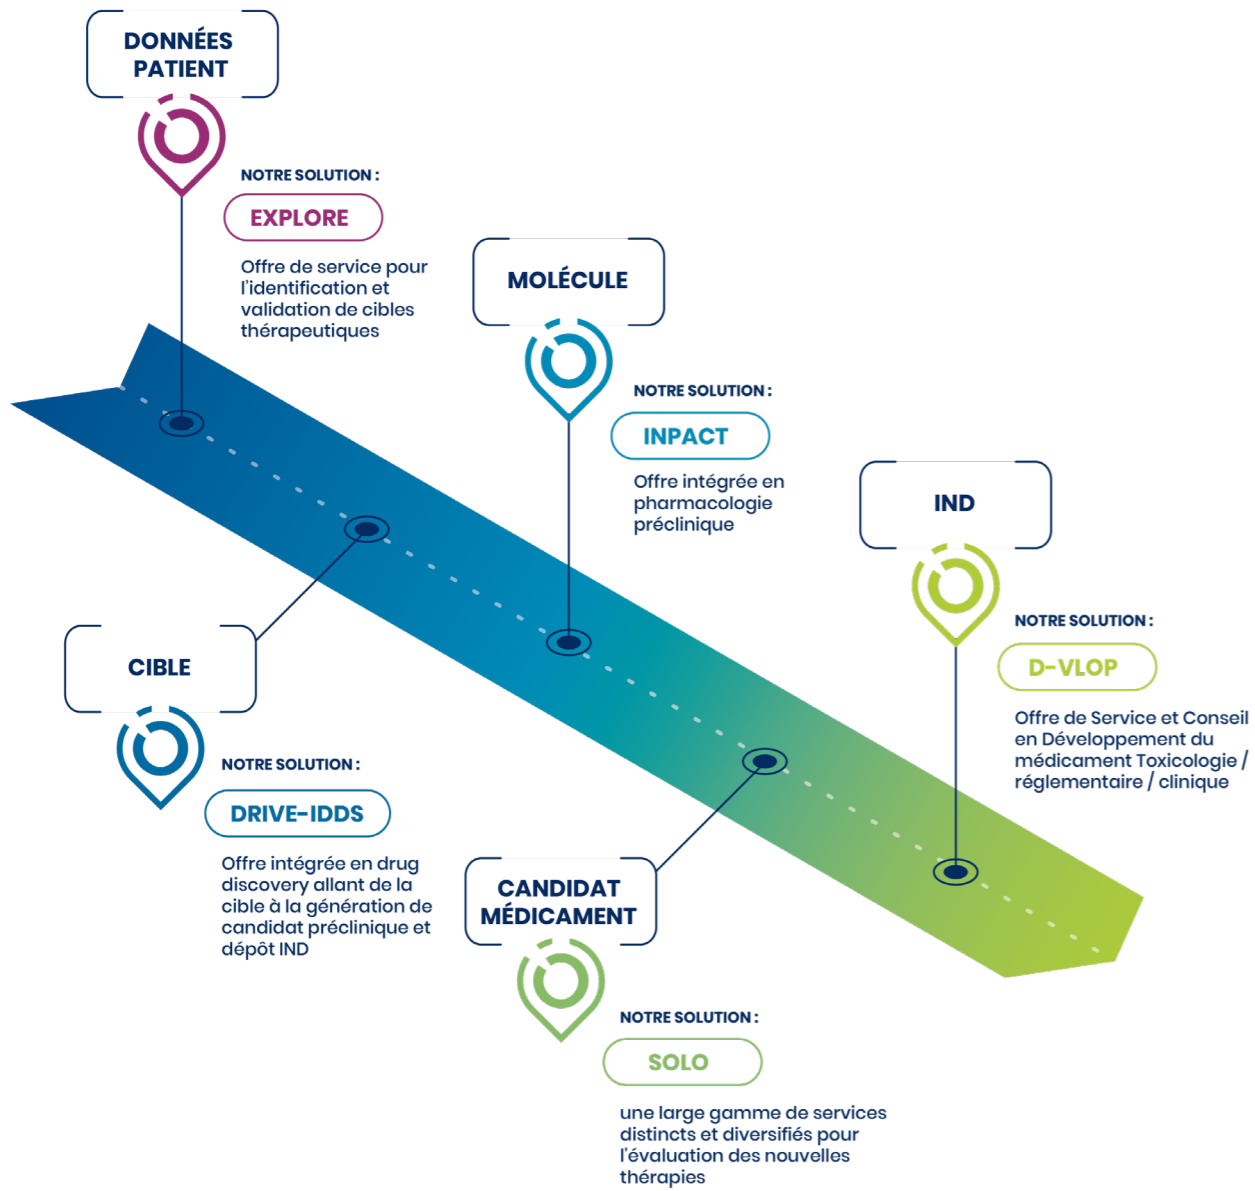 DONNÉES
PATIENT
NOTRE SOLUTION :
EXPLORE
Offre de service pour
l'identification et
validation de cibles
thérapeutiques
CIBLE
NOTRE SOLUTION :
DRIVE-IDDS
Offre intégrée en drug
discovery allant de la
cible à la génération de
candidat préclinique et
dépôt IND
MOLÉCULE
NOTRE SOLUTION :
INPACT
Offre intégrée en
pharmacologie
préclinique
CANDIDAT
MÉDICAMENT
NOTRE SOLUTION :
SOLO
une large gamme de services
distincts et diversifiés pour
l'évaluation des nouvelles
thérapies
IND
NOTRE SOLUTION :
D-VLOP
Offre de Service et Conseil
en Développement du
médicament Toxicologie /
réglementaire / clinique